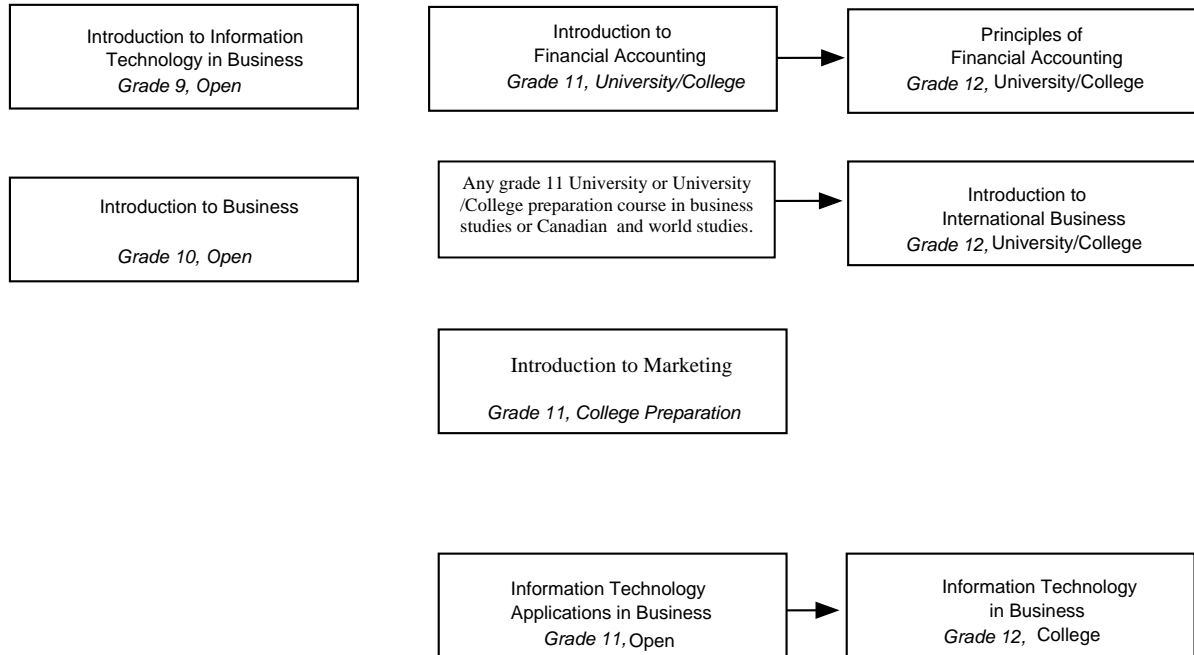 Introduction to Information
Technology in Business
Grade 9, Open
Introduction to
Financial Accounting
Grade 11, University/College
Principles of
Financial Accounting
Grade 12, University/College
Introduction to Business
Grade 10, Open
Any grade 11 University or University
/College preparation course in business
studies or Canadian and world studies.
Introduction to
International Business
Grade 12, University/College
Introduction to Marketing
Grade 11, College Preparation
Information Technology
Applications in Business
Grade 11, Open
Information Technology
in Business
Grade 12, College